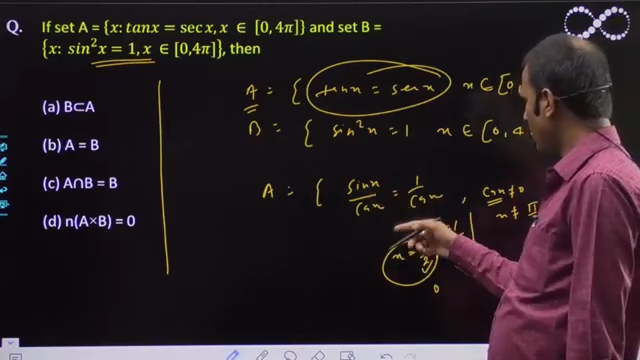 Q. If set A = {x: tanx = secx, x ∈ [0, 4π]} and set B =
{x: sin²x = 1, x ∈ [0,4π]}, then
(a) B⊂A
(b) A = B
(c) A∩B = B
(d) n(A×B) = 0
A = { tanx = secx x ∈ [0,
B = { sin²x = 1 x ∈ [0, 4
A = { sinx/cosx = 1/cosx , cosx ≠ 0
x ≠ π
x =
0